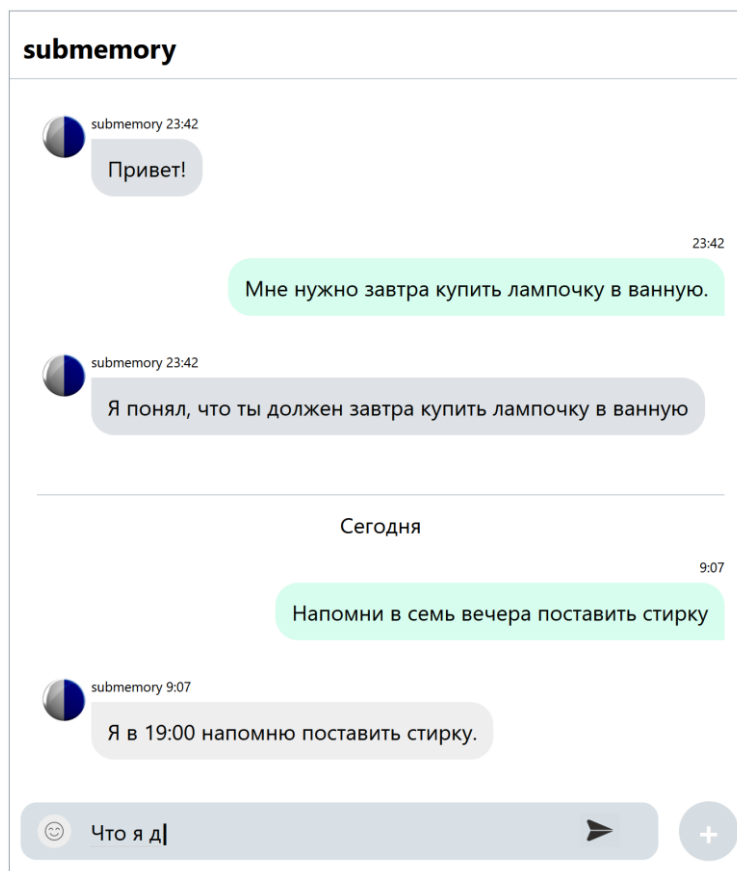 submemory
submemory 23:42
Привет!
23:42
Мне нужно завтра купить лампочку в ванную.
submemory 23:42
Я понял, что ты должен завтра купить лампочку в ванную
Сегодня
9:07
Напомни в семь вечера поставить стирку
submemory 9:07
Я в 19:00 напомню поставить стирку.
Что я д